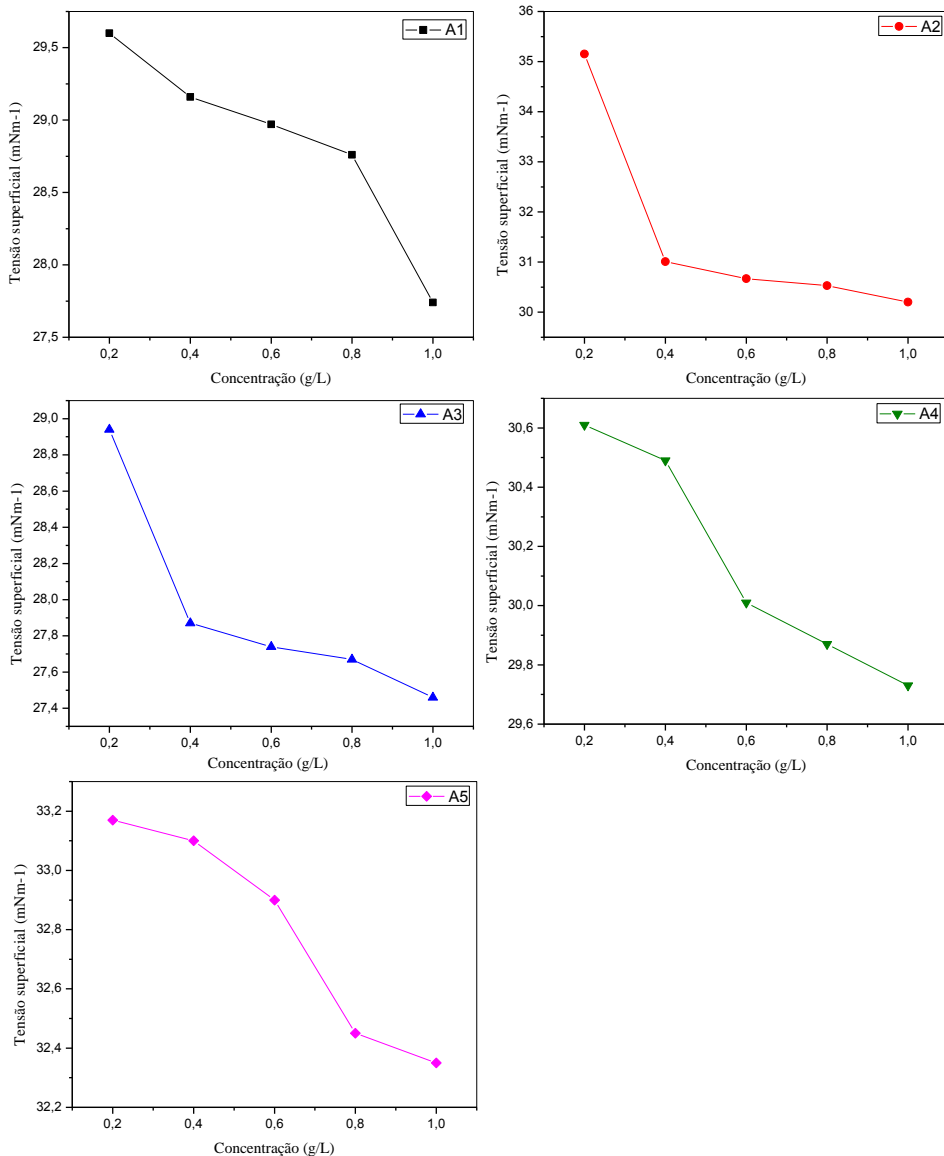 A1
Tensão superficial (mNm-1)
29,5
29,0
28,5
28,0
27,5
0,2 0,4 0,6 0,8 1,0
Concentração (g/L)
A2
Tensão superficial (mNm-1)
36
35
34
33
32
31
30
0,2 0,4 0,6 0,8 1,0
Concentração (g/L)
A3
Tensão superficial (mNm-1)
29,0
28,8
28,6
28,4
28,2
28,0
27,8
27,6
27,4
0,2 0,4 0,6 0,8 1,0
Concentração (g/L)
A4
Tensão superficial (mNm-1)
30,6
30,4
30,2
30,0
29,8
29,6
0,2 0,4 0,6 0,8 1,0
Concentração (g/L)
A5
Tensão superficial (mNm-1)
33,2
33,0
32,8
32,6
32,4
32,2
0,2 0,4 0,6 0,8 1,0
Concentração (g/L)